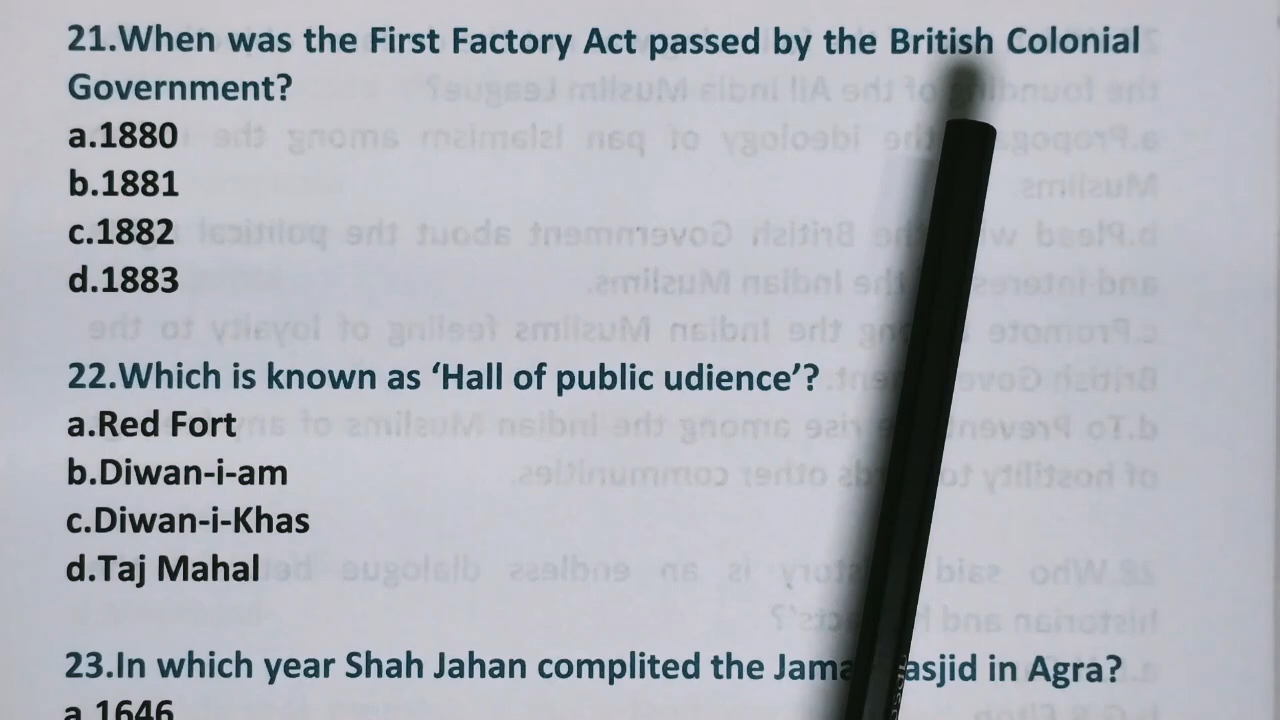 21.When was the First Factory Act passed by the British Colonial
Government?
a.1880
b.1881
c.1882
d.1883
22.Which is known as ‘Hall of public udience’?
a.Red Fort
b.Diwan-i-am
c.Diwan-i-Khas
d.Taj Mahal
23.In which year Shah Jahan complited the in Agra?
a.1646